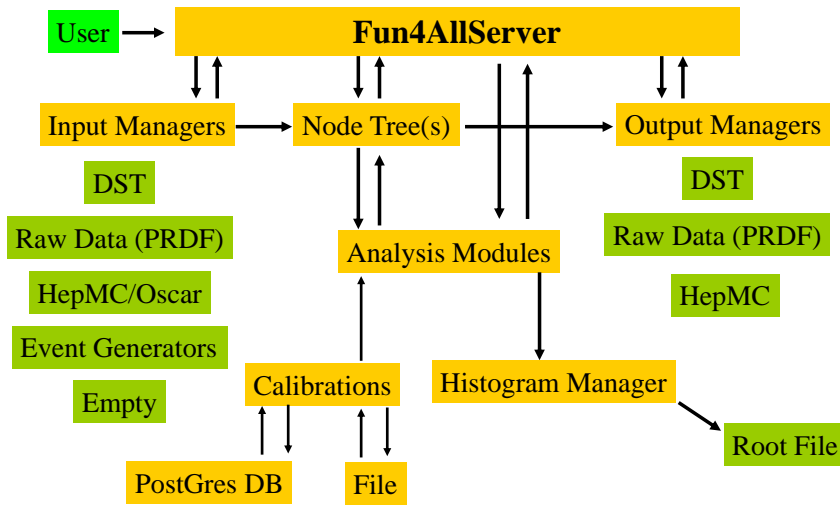 User
Fun4AllServer
Input Managers
Node Tree(s)
Output Managers
DST
DST
Raw Data (PRDF)
Raw Data (PRDF)
Analysis Modules
HepMC/Oscar
HepMC
Event Generators
Calibrations
Histogram Manager
Empty
Root File
PostGres DB
File